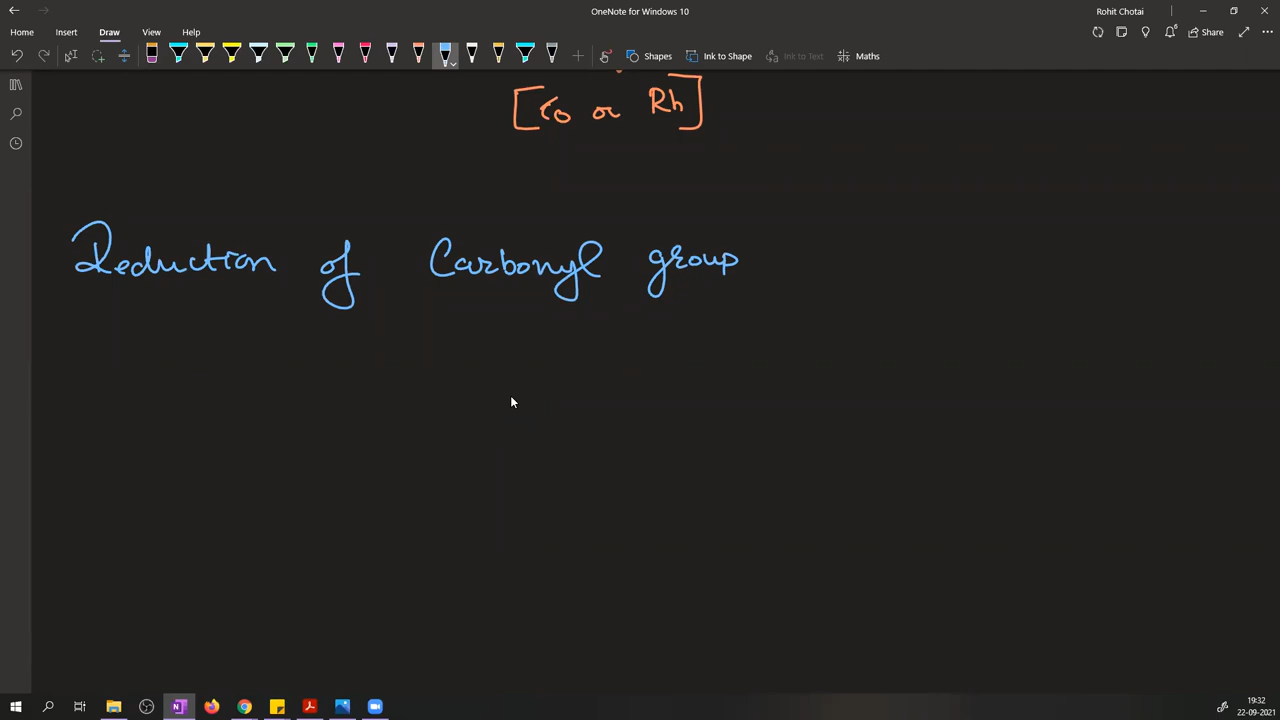 OneNote for Windows 10
Rohit Chotai
Home Insert Draw View Help
Share
Shapes Ink to Shape Ink to Text Maths
[Co or Rh]
Reduction of Carbonyl group
19:32
22-09-2021